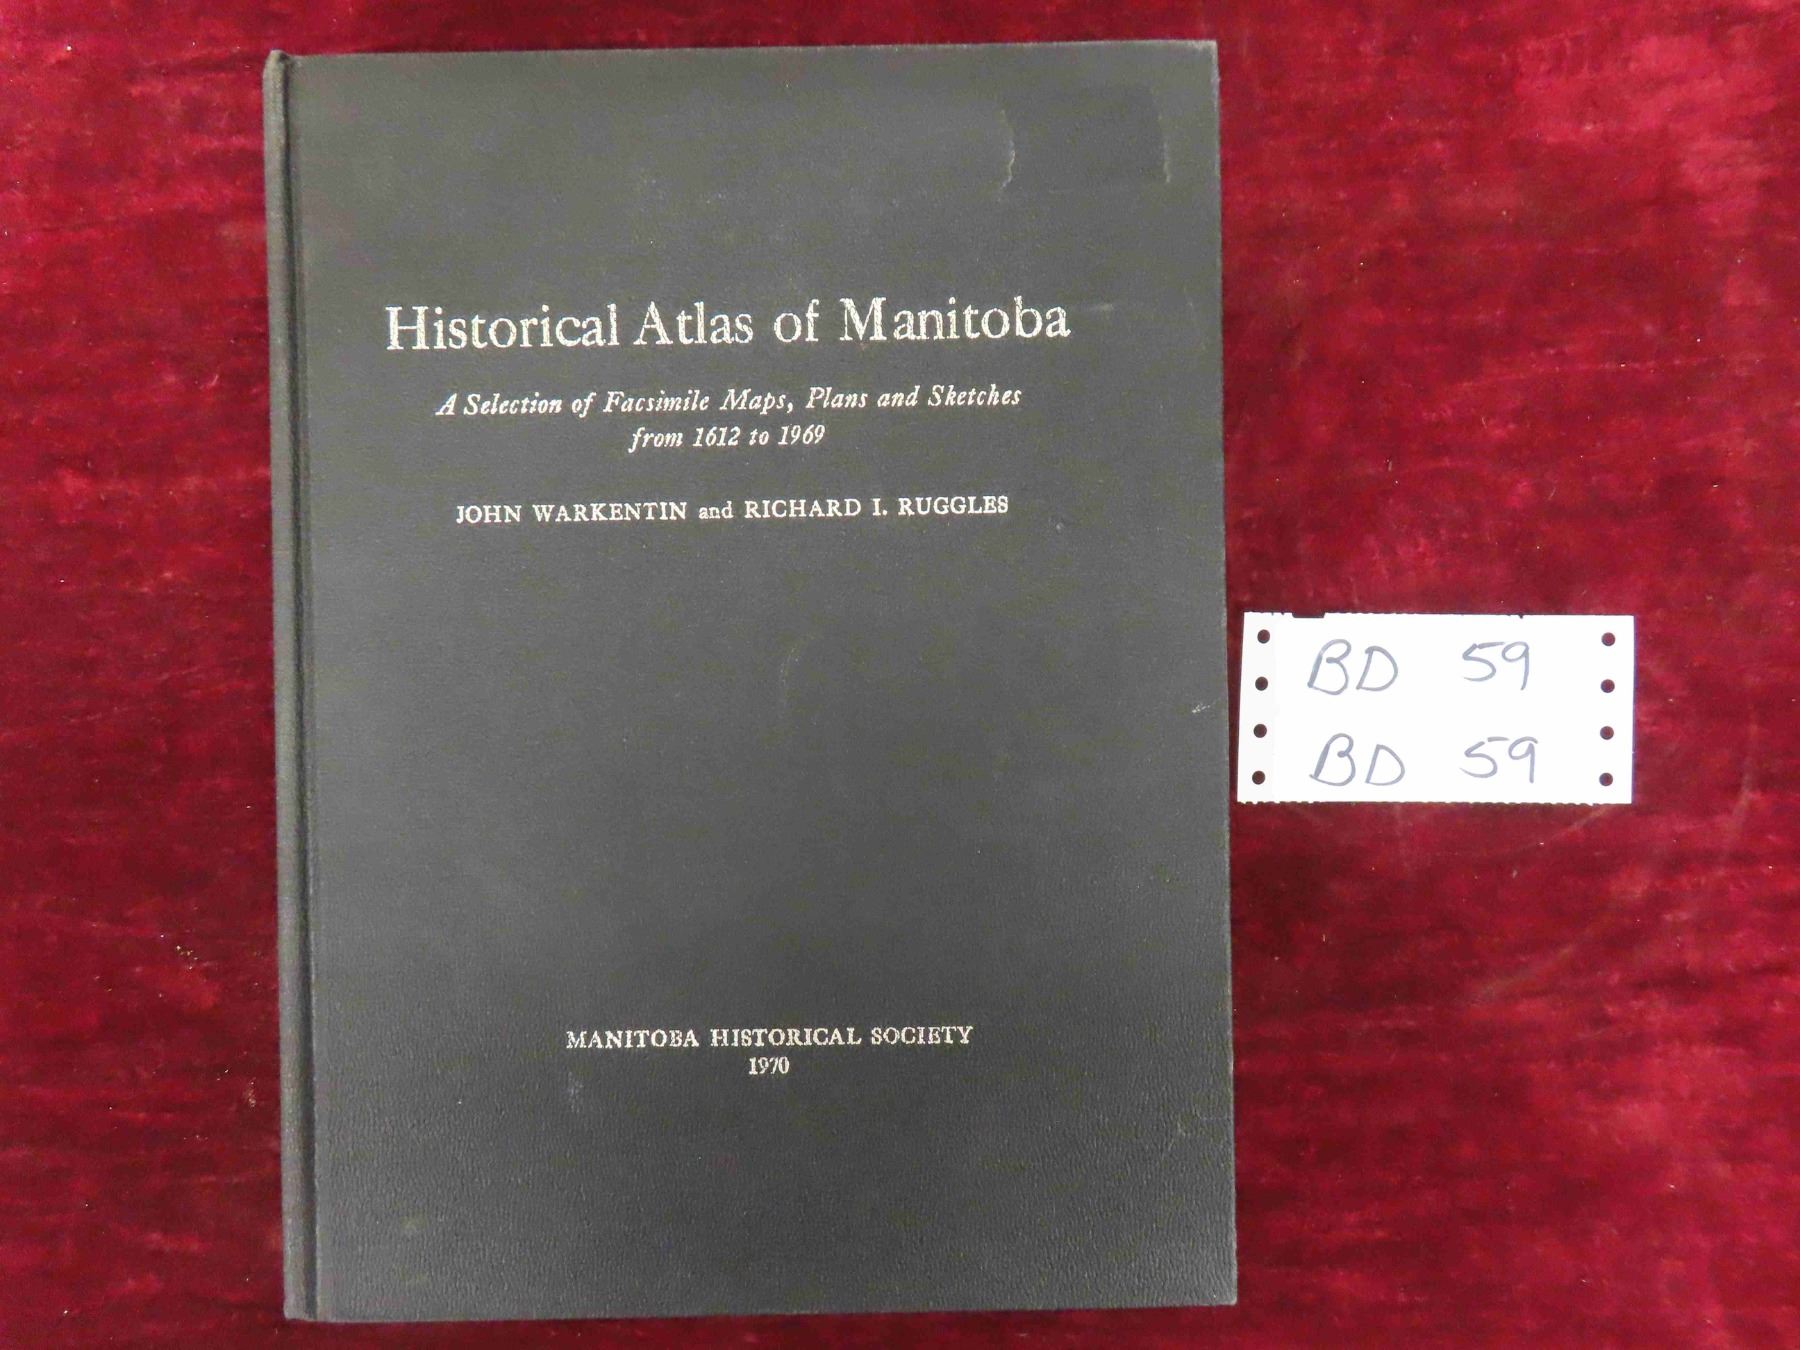 Historical Atlas of Manitoba
A Selection of Facsimile Maps, Plans and Sketches
from 1612 to 1969
JOHN WARKENTIN and RICHARD I. RUGGLES
MANITOBA HISTORICAL SOCIETY
1970
BD 59
BD 59